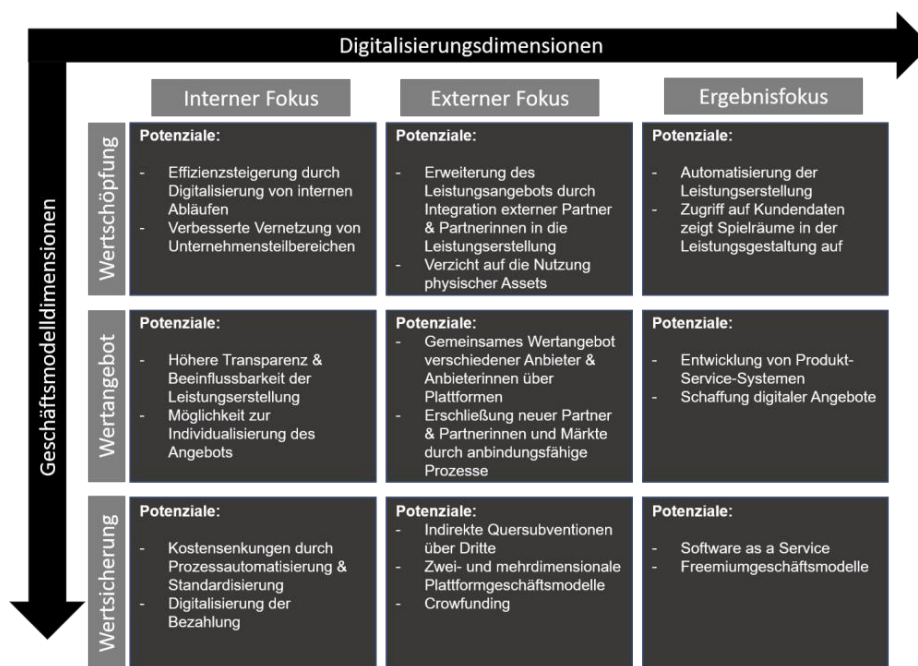 Digitalisierungsdimensionen
Geschäftsmodelldimensionen
Interner Fokus
Externer Fokus
Ergebnisfokus
Wertschöpfung
Potenziale:
- Effizienzsteigerung durch
Digitalisierung von internen
Abläufen
- Verbesserte Vernetzung von
Unternehmensteilbereichen
Potenziale:
- Erweiterung des
Leistungsangebots durch
Integration externer Partner
& Partnerinnen in die
Leistungserstellung
- Verzicht auf die Nutzung
physischer Assets
Potenziale:
- Automatisierung der
Leistungserstellung
- Zugriff auf Kundendaten
zeigt Spielräume in der
Leistungsgestaltung auf
Wertangebot
Potenziale:
- Höhere Transparenz &
Beeinflussbarkeit der
Leistungserstellung
- Möglichkeit zur
Individualisierung des
Angebots
Potenziale:
- Gemeinsames Wertangebot
verschiedener Anbieter &
Anbieterinnen über
Plattformen
- Erschließung neuer Partner
& Partnerinnen und Märkte
durch anbindungsfähige
Prozesse
Potenziale:
- Entwicklung von Produkt-
Service-Systemen
- Schaffung digitaler Angebote
Wertsicherung
Potenziale:
- Kostensenkungen durch
Prozessautomatisierung &
Standardisierung
- Digitalisierung der
Bezahlung
Potenziale:
- Indirekte Quersubventionen
über Dritte
- Zwei- und mehrdimensionale
Plattformgeschäftsmodelle
- Crowfunding
Potenziale:
- Software as a Service
- Freemiumgeschäftsmodelle